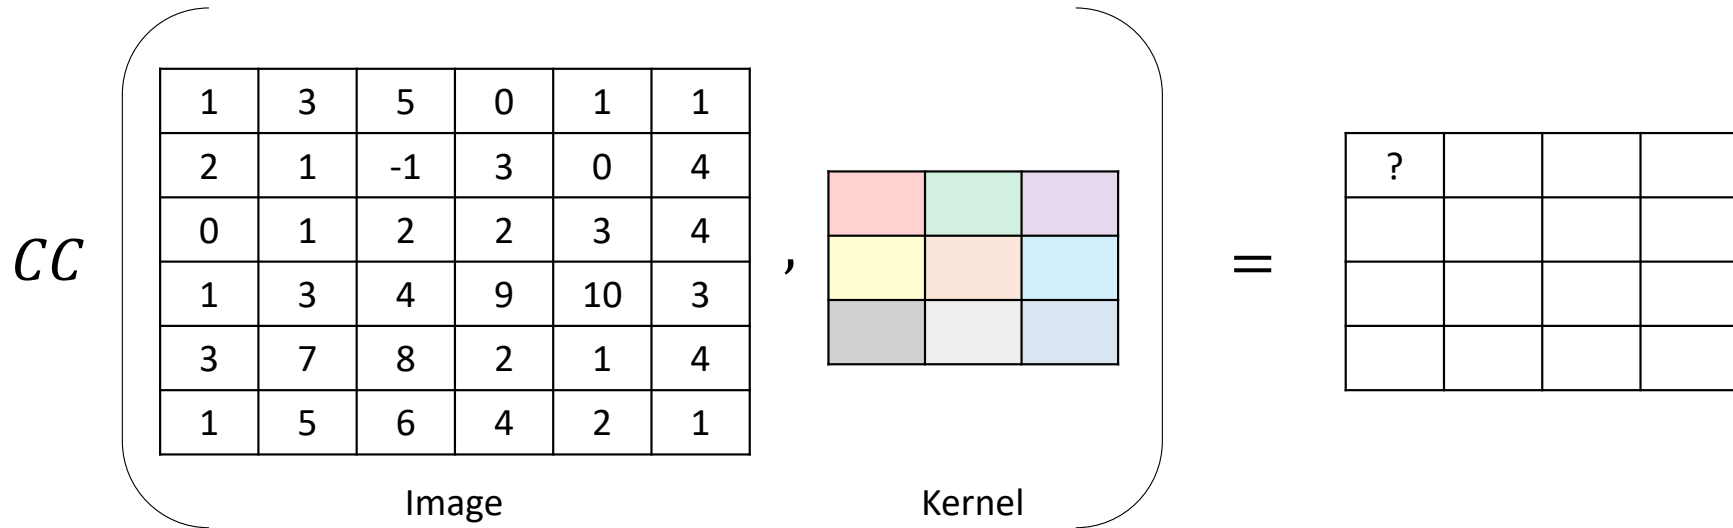 1 3 5 0 1 1
2 1 -1 3 0 4
0 1 2 2 3 4
1 3 4 9 10 3
3 7 8 2 1 4
1 5 6 4 2 1
CC
,
=
?
Image
Kernel